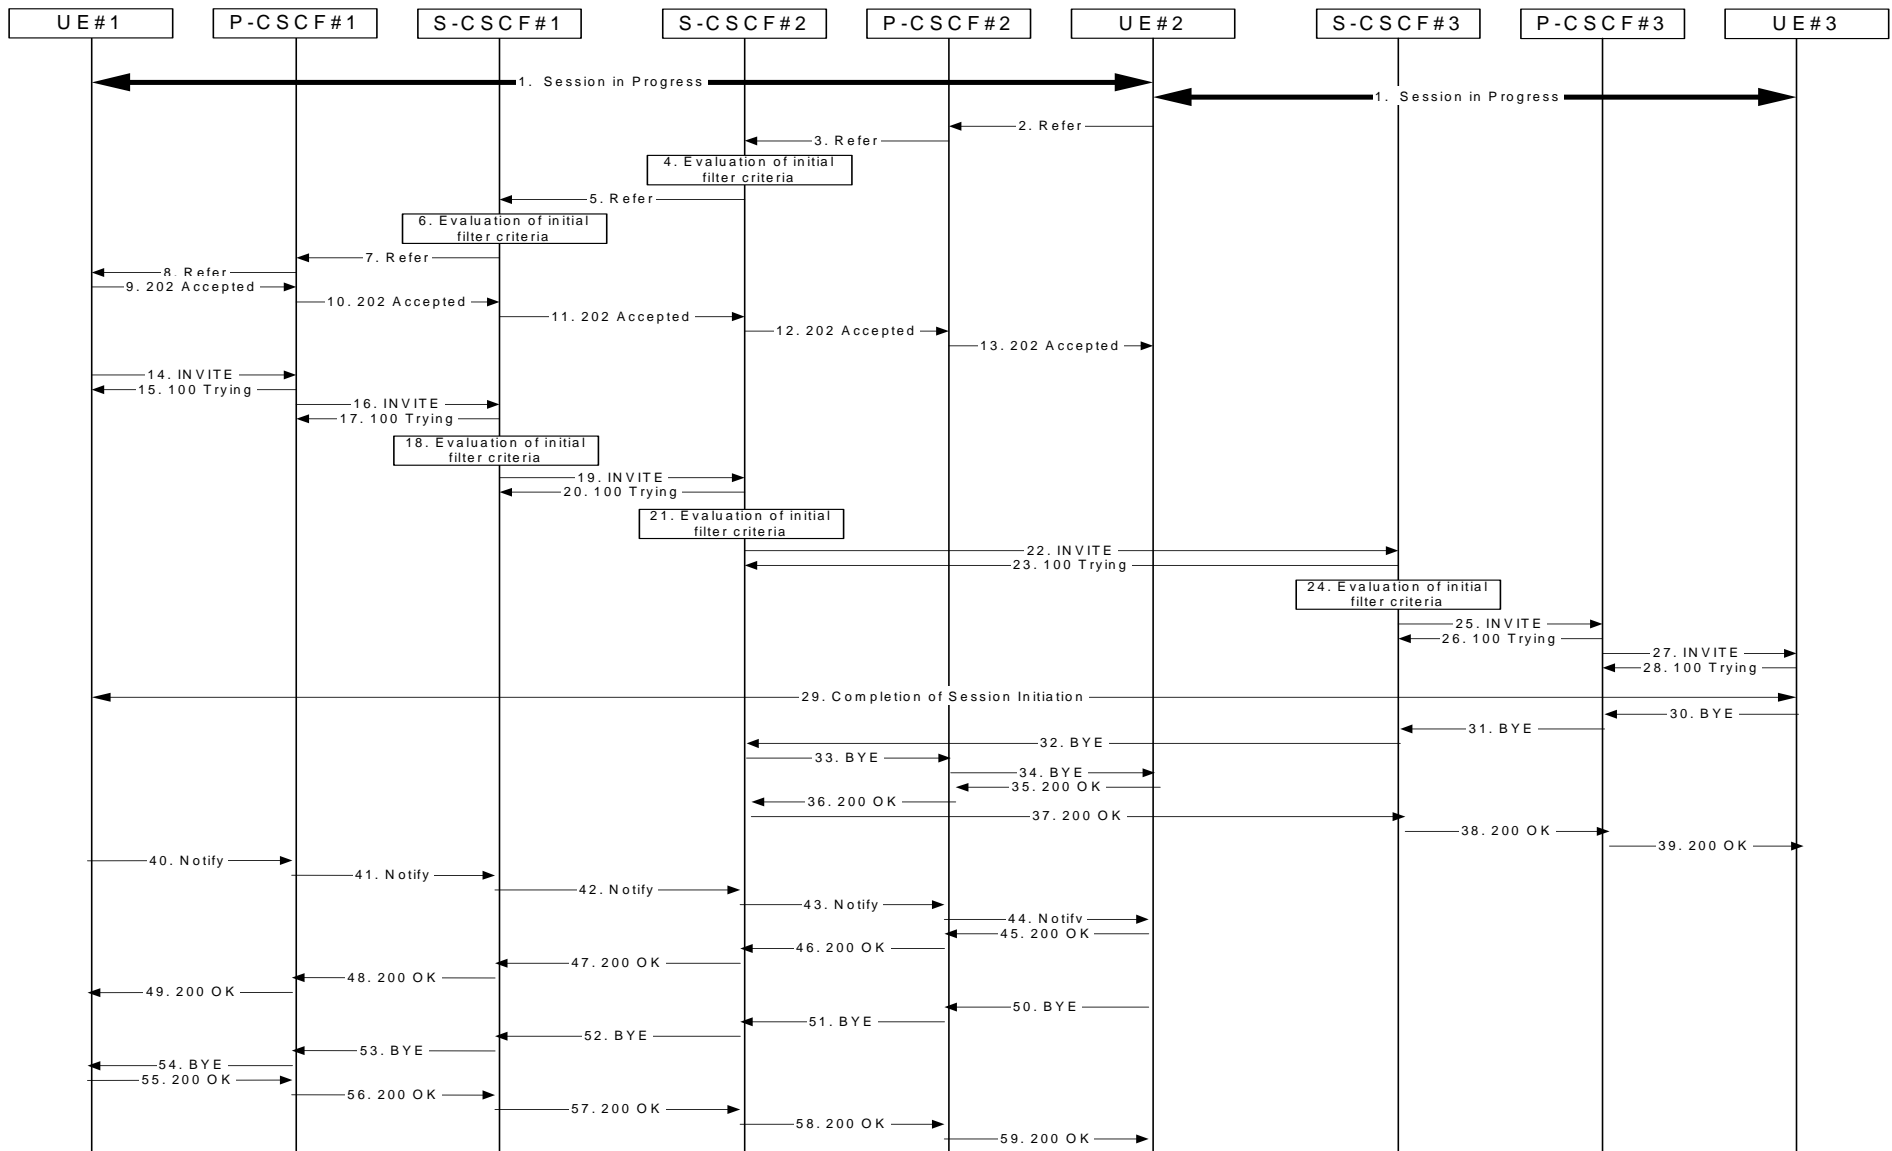 UE#1
P-CSCF#1
S-CSCF#1
S-CSCF#2
P-CSCF#2
UE#2
S-CSCF#3
P-CSCF#3
UE#3
1. Session in Progress
1. Session in Progress
2. Refer
3. Refer
4. Evaluation of initial
filter criteria
5. Refer
6. Evaluation of initial
filter criteria
7. Refer
8. Refer
9. 202 Accepted
10. 202 Accepted
11. 202 Accepted
12. 202 Accepted
13. 202 Accepted
14. INVITE
15. 100 Trying
16. INVITE
17. 100 Trying
18. Evaluation of initial
filter criteria
19. INVITE
20. 100 Trying
21. Evaluation of initial
filter criteria
22. INVITE
23. 100 Trying
24. Evaluation of initial
filter criteria
25. INVITE
26. 100 Trying
27. INVITE
28. 100 Trying
29. Completion of Session Initiation
30. BYE
31. BYE
32. BYE
33. BYE
34. BYE
35. 200 OK
36. 200 OK
37. 200 OK
38. 200 OK
39. 200 OK
40. Notify
41. Notify
42. Notify
43. Notify
44. Notify
45. 200 OK
46. 200 OK
47. 200 OK
48. 200 OK
49. 200 OK
50. BYE
51. BYE
52. BYE
53. BYE
54. BYE
55. 200 OK
56. 200 OK
57. 200 OK
58. 200 OK
59. 200 OK